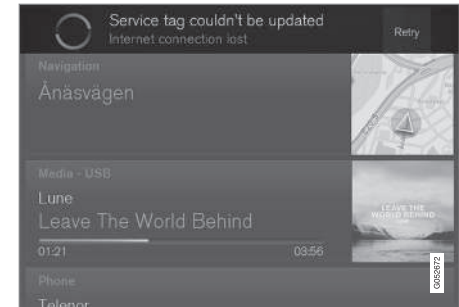 Service tag couldn't be updated
Internet connection lost
Retry
Navigation
Ånäsvägen
Media - USB
Lune
Leave The World Behind
01:21
03:56
LEAVE THE
WORLD BEHIND
Phone
Telenor
G052672